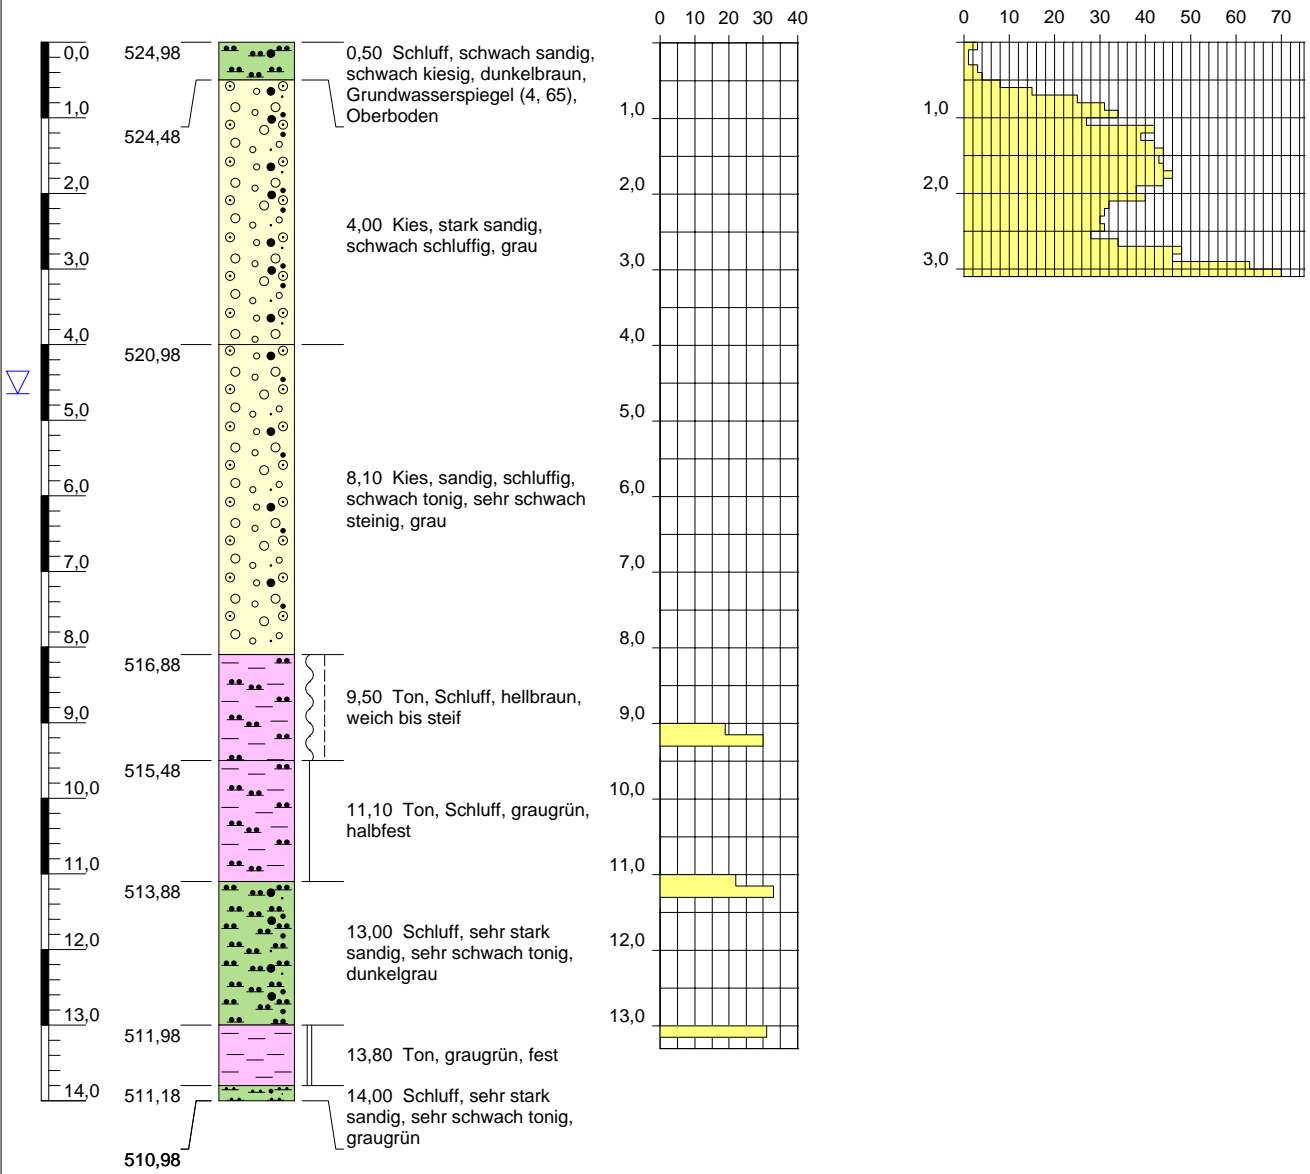 0 10 20 30 40
0 10 20 30 40 50 60 70
0,0
524,98
0,50 Schluff, schwach sandig,
schwach kiesig, dunkelbraun,
Grundwasserspiegel (4, 65),
Oberboden
1,0
524,48
1,0
1,0
2,0
2,0
2,0
4,00 Kies, stark sandig,
schwach schluffig, grau
3,0
3,0
3,0
4,0
520,98
4,0
5,0
5,0
8,10 Kies, sandig, schluffig,
schwach tonig, sehr schwach
steinig, grau
6,0
6,0
7,0
7,0
8,0
8,0
516,88
9,50 Ton, Schluff, hellbraun,
weich bis steif
9,0
9,0
515,48
10,0
10,0
11,10 Ton, Schluff, graugrün,
halbfest
11,0
11,0
513,88
13,00 Schluff, sehr stark
sandig, sehr schwach tonig,
dunkelgrau
12,0
12,0
13,0
13,0
511,98
13,80 Ton, graugrün, fest
14,0
511,18
14,00 Schluff, sehr stark
sandig, sehr schwach tonig,
graugrün
510,98